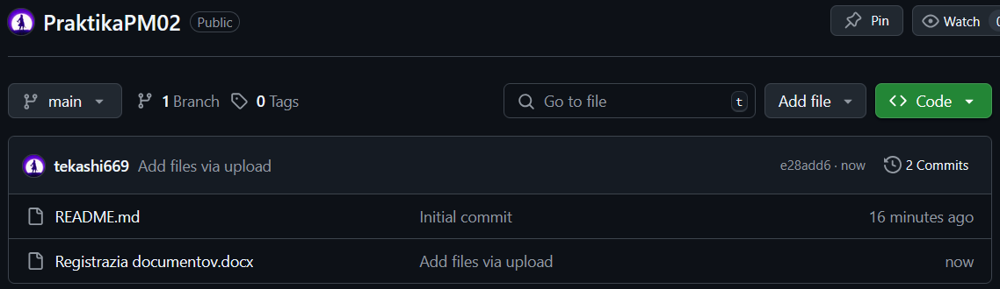 PraktikaPM02 Public Pin Watch
main 1 Branch 0 Tags Go to file t Add file Code
tekashi669 Add files via upload e28add6 · now 2 Commits
README.md Initial commit 16 minutes ago
Registrazia documentov.docx Add files via upload now